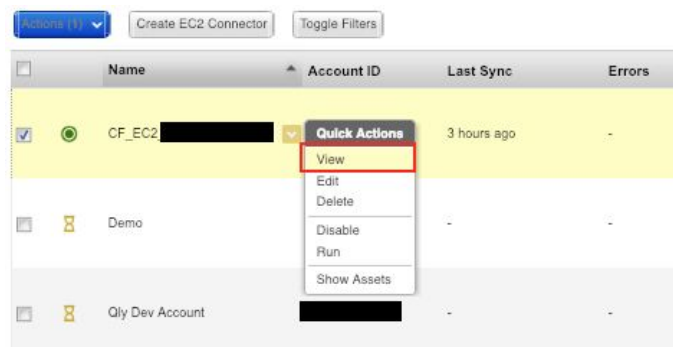 Actions (1) Create EC2 Connector Toggle Filters
Name Account ID Last Sync Errors
CF_EC2 Quick Actions 3 hours ago -
View
Edit
Delete
Demo - -
Disable
Run
Show Assets
Qly Dev Account - -